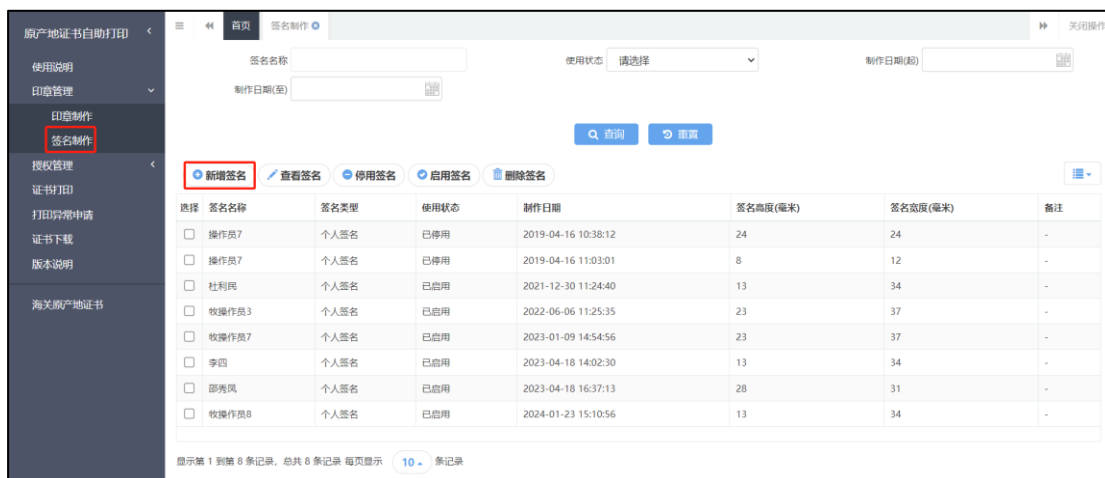 原产地证书自助打印
使用说明
印章管理
印章制作
签名制作
授权管理
证书打印
打印异常申请
证书下载
版本说明
海关原产地证书
首页 签名制作 关闭操作
签名名称 使用状态 请选择 制作日期(起)
制作日期(至)
查询 重置
新增签名 查看签名 停用签名 启用签名 删除签名
选择 签名名称 签名类型 使用状态 制作日期 签名高度(毫米) 签名宽度(毫米) 备注
操作员7 个人签名 已停用 2019-04-16 10:38:12 24 24 -
操作员7 个人签名 已停用 2019-04-16 11:03:01 8 12 -
杜利民 个人签名 已启用 2021-12-30 11:24:40 13 34 -
牧操作员3 个人签名 已启用 2022-06-06 11:25:35 23 37 -
牧操作员7 个人签名 已启用 2023-01-09 14:54:56 23 37 -
李四 个人签名 已启用 2023-04-18 14:02:30 13 34 -
邵秀凤 个人签名 已启用 2023-04-18 16:37:13 28 31 -
牧操作员8 个人签名 已启用 2024-01-23 15:10:56 13 34 -
显示第 1 到第 8 条记录，总共 8 条记录 每页显示 10 条记录